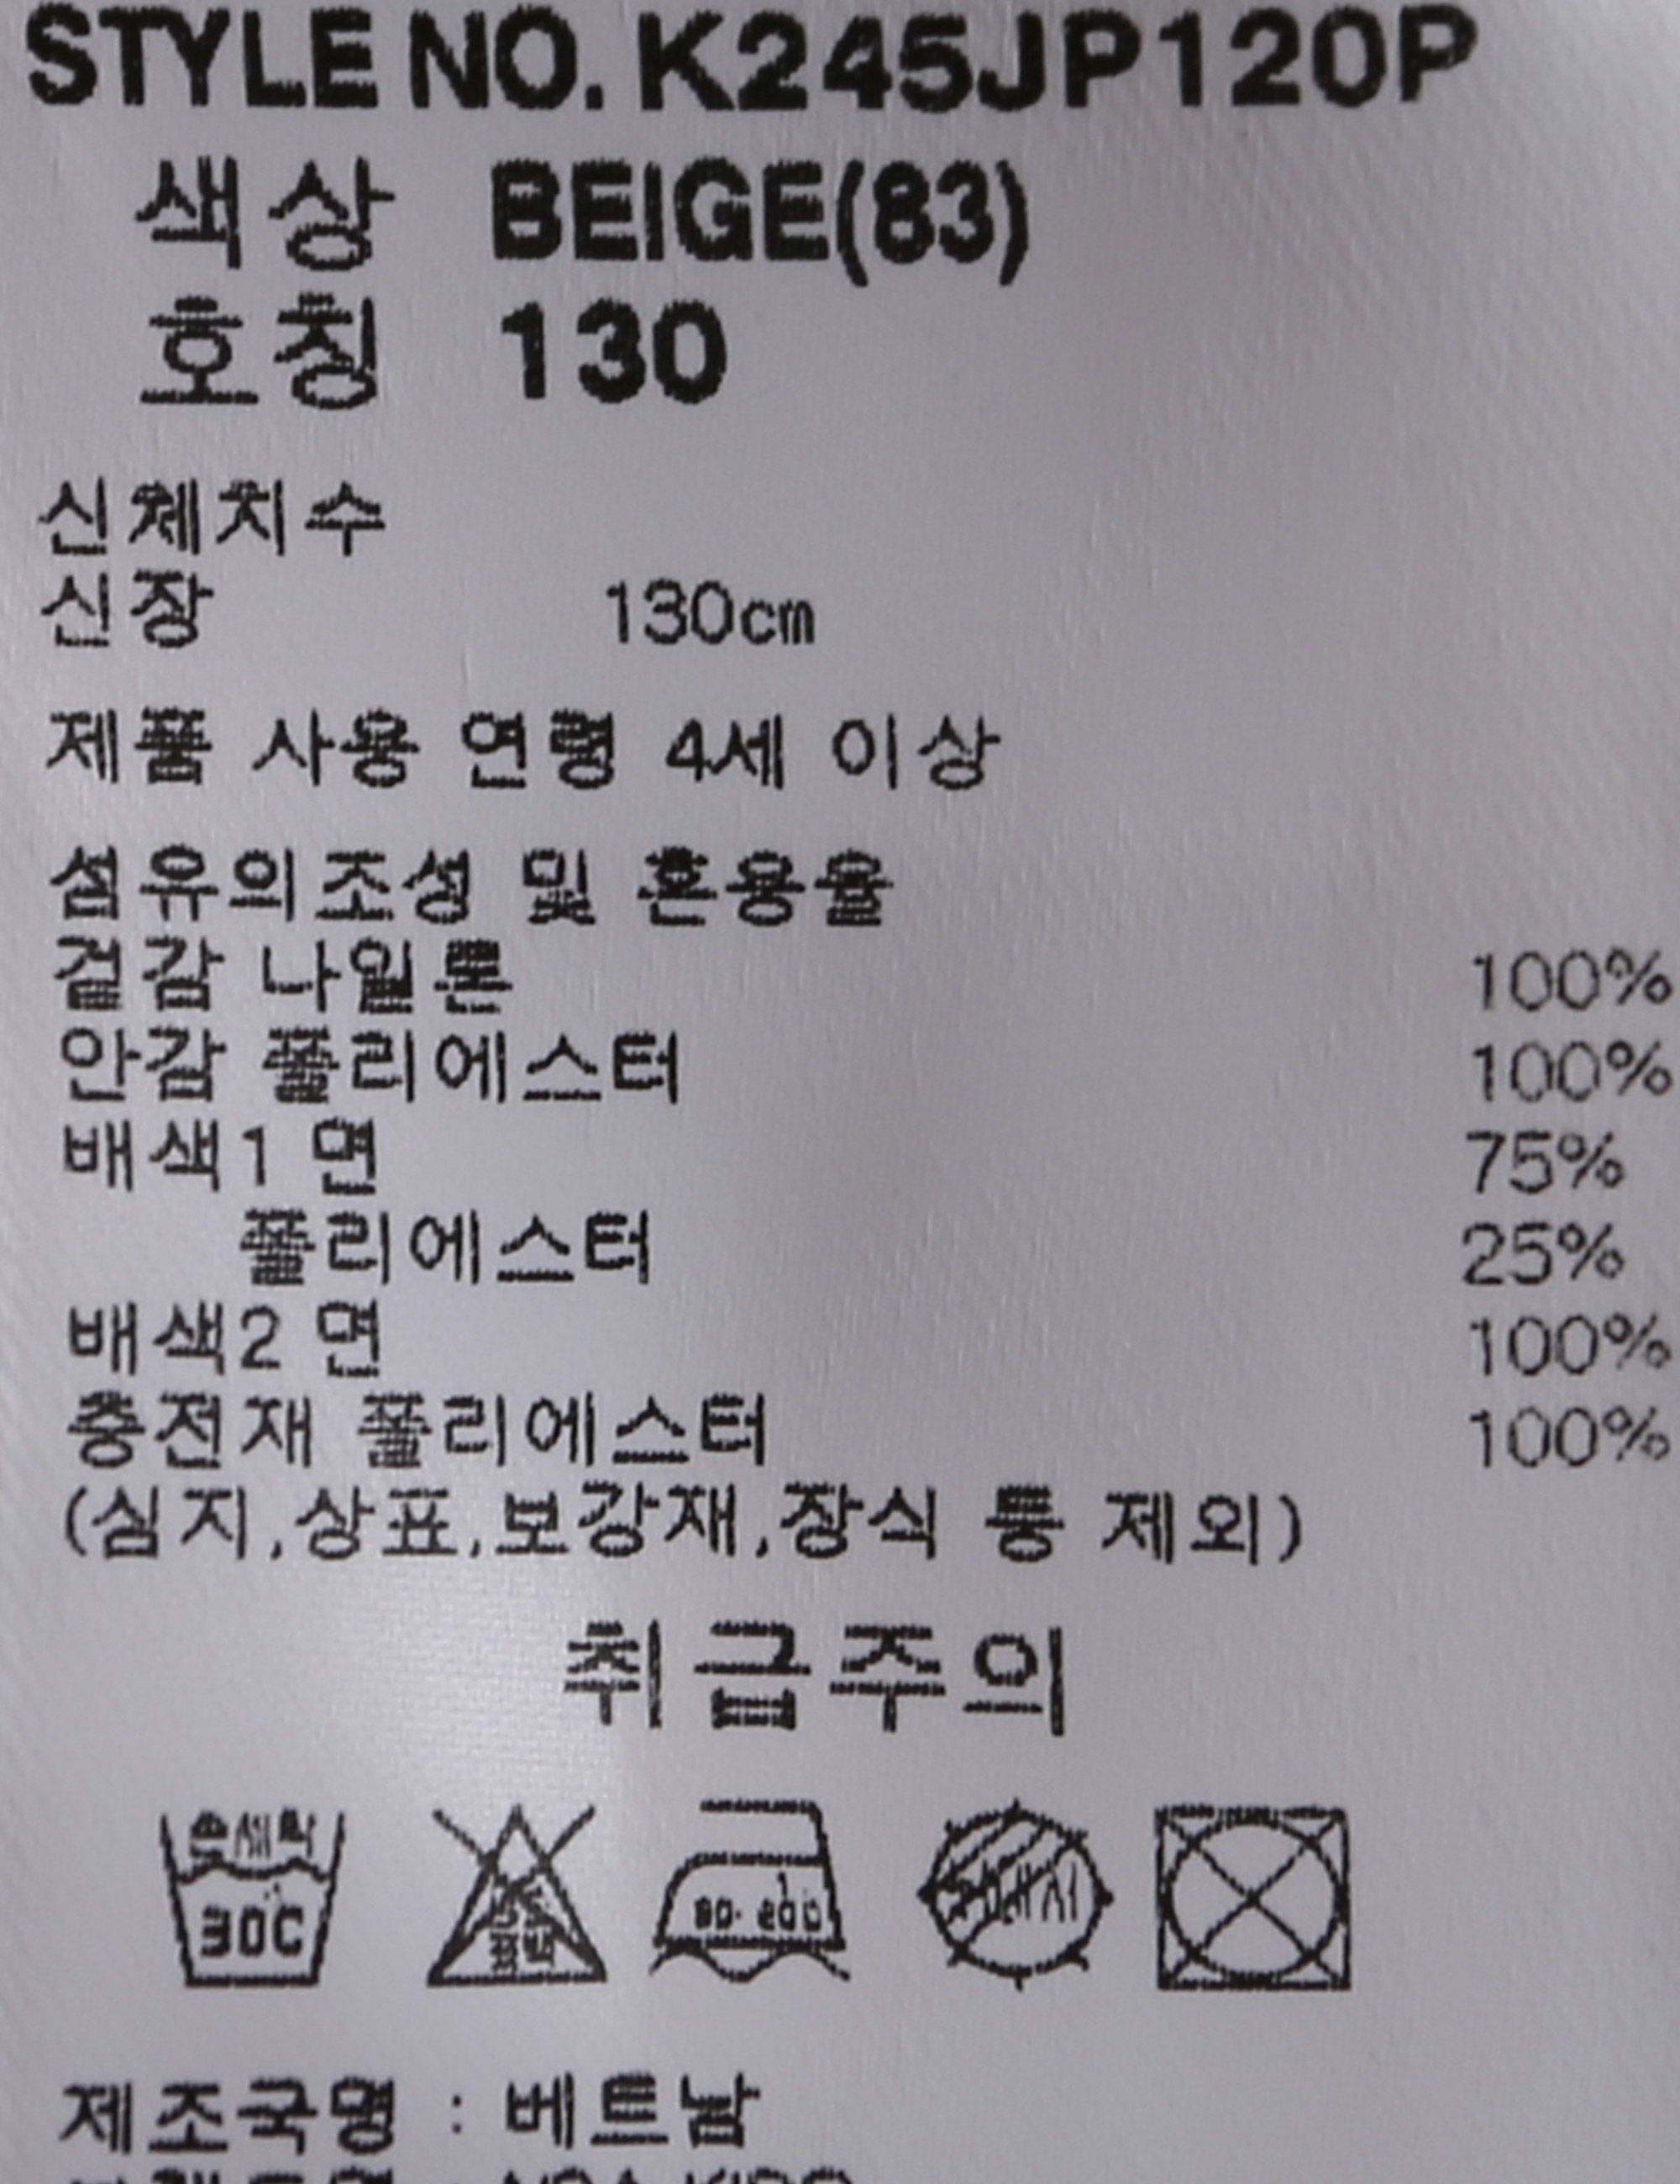 STYLE NO. K245JP120P
색상 BEIGE(83)
호칭 130
신체치수
신장 130cm
제품 사용 연령 4세 이상
섬유의조성 및 혼용율
겉감 나일론 100%
안감 폴리에스터 100%
배색1 면 75%
폴리에스터 25%
배색2 면 100%
충전재 폴리에스터 100%
(심지,상표,보강재,장식 등 제외)
취급주의
손세탁
30C
제조국명 : 베트남